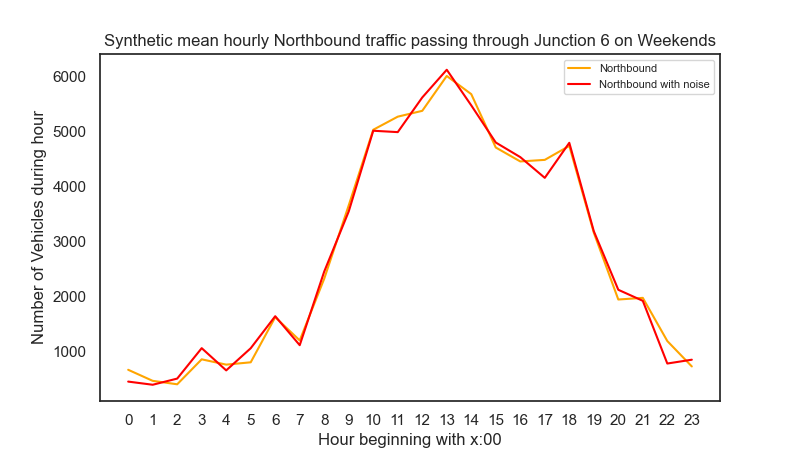 Synthetic mean hourly Northbound traffic passing through Junction 6 on Weekends
Northbound
Northbound with noise
Number of Vehicles during hour
6000
5000
4000
3000
2000
1000
0 1 2 3 4 5 6 7 8 9 10 11 12 13 14 15 16 17 18 19 20 21 22 23
Hour beginning with x:00